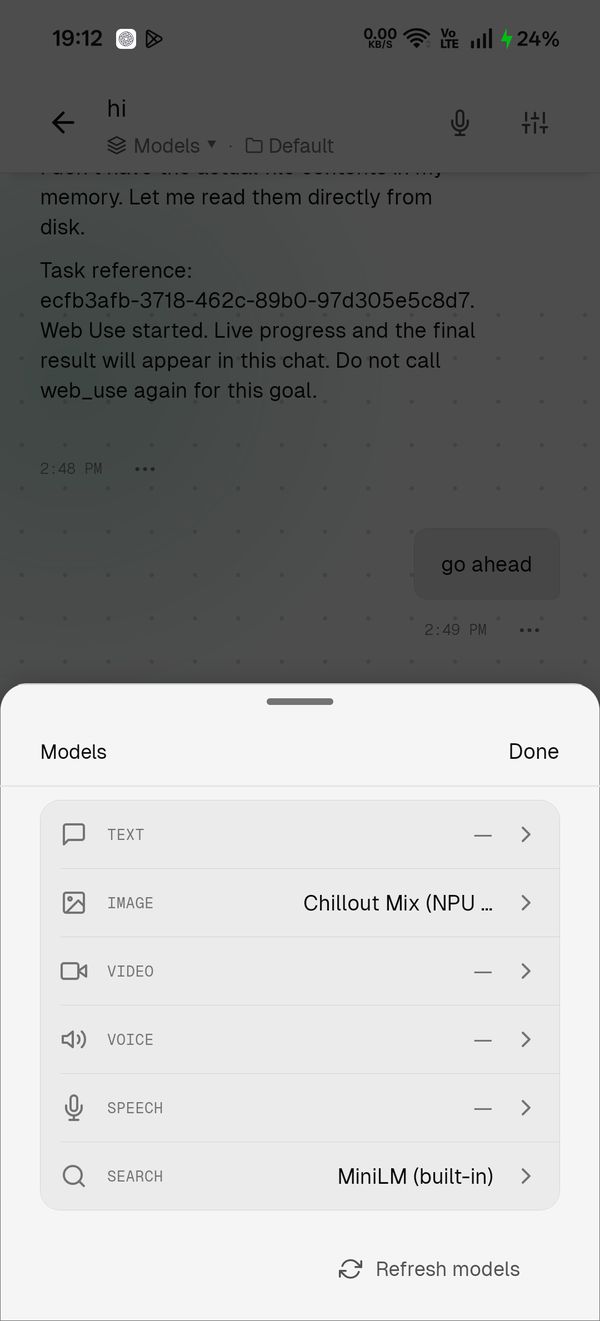 19:12
0.00 KB/S
Vo LTE
24%
hi
Models · Default
memory. Let me read them directly from
disk.
Task reference:
ecfb3afb-3718-462c-89b0-97d305e5c8d7.
Web Use started. Live progress and the final
result will appear in this chat. Do not call
web_use again for this goal.
2:48 PM
go ahead
2:49 PM
Models
Done
TEXT —
IMAGE Chillout Mix (NPU ...
VIDEO —
VOICE —
SPEECH —
SEARCH MiniLM (built-in)
Refresh models